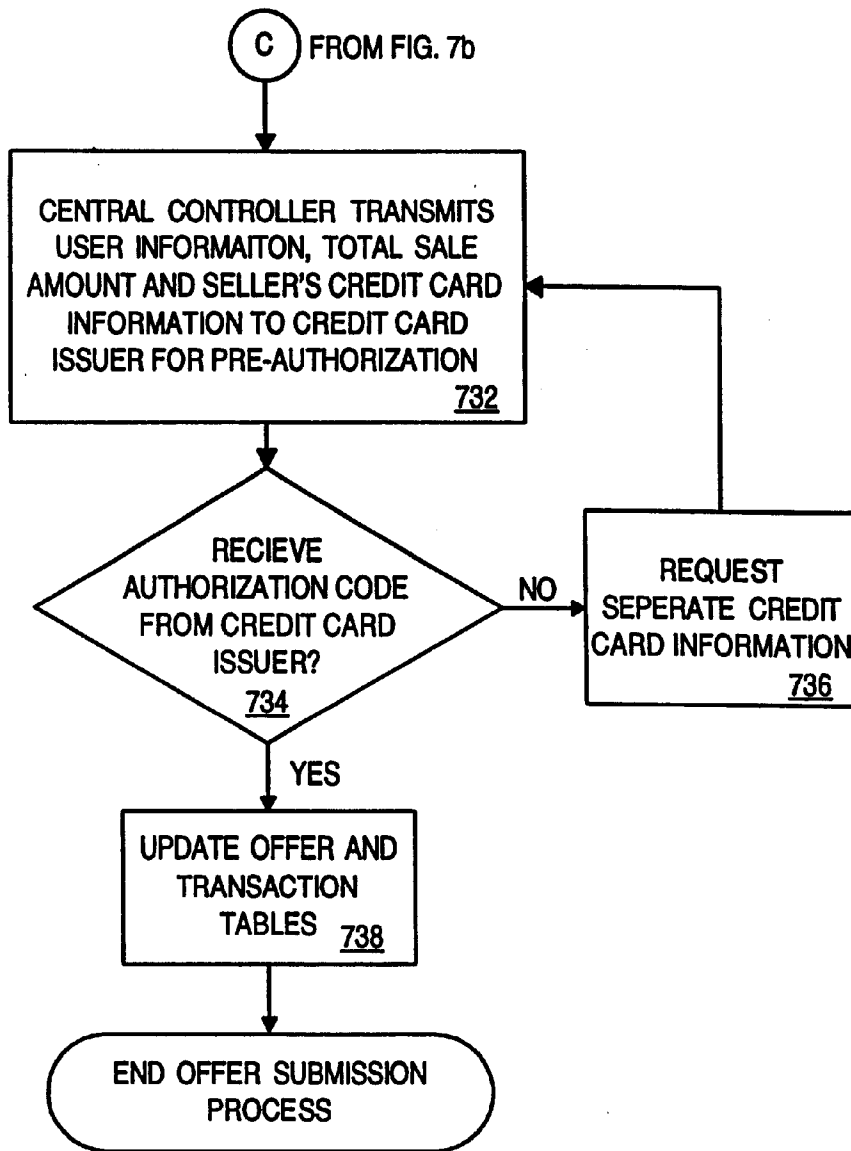 C FROM FIG. 7b
CENTRAL CONTROLLER TRANSMITS
USER INFORMAITON, TOTAL SALE
AMOUNT AND SELLER'S CREDIT CARD
INFORMATION TO CREDIT CARD
ISSUER FOR PRE-AUTHORIZATION
732
RECIEVE
AUTHORIZATION CODE
FROM CREDIT CARD
ISSUER?
734
NO
REQUEST
SEPERATE CREDIT
CARD INFORMATION
736
YES
UPDATE OFFER AND
TRANSACTION
TABLES
738
END OFFER SUBMISSION
PROCESS